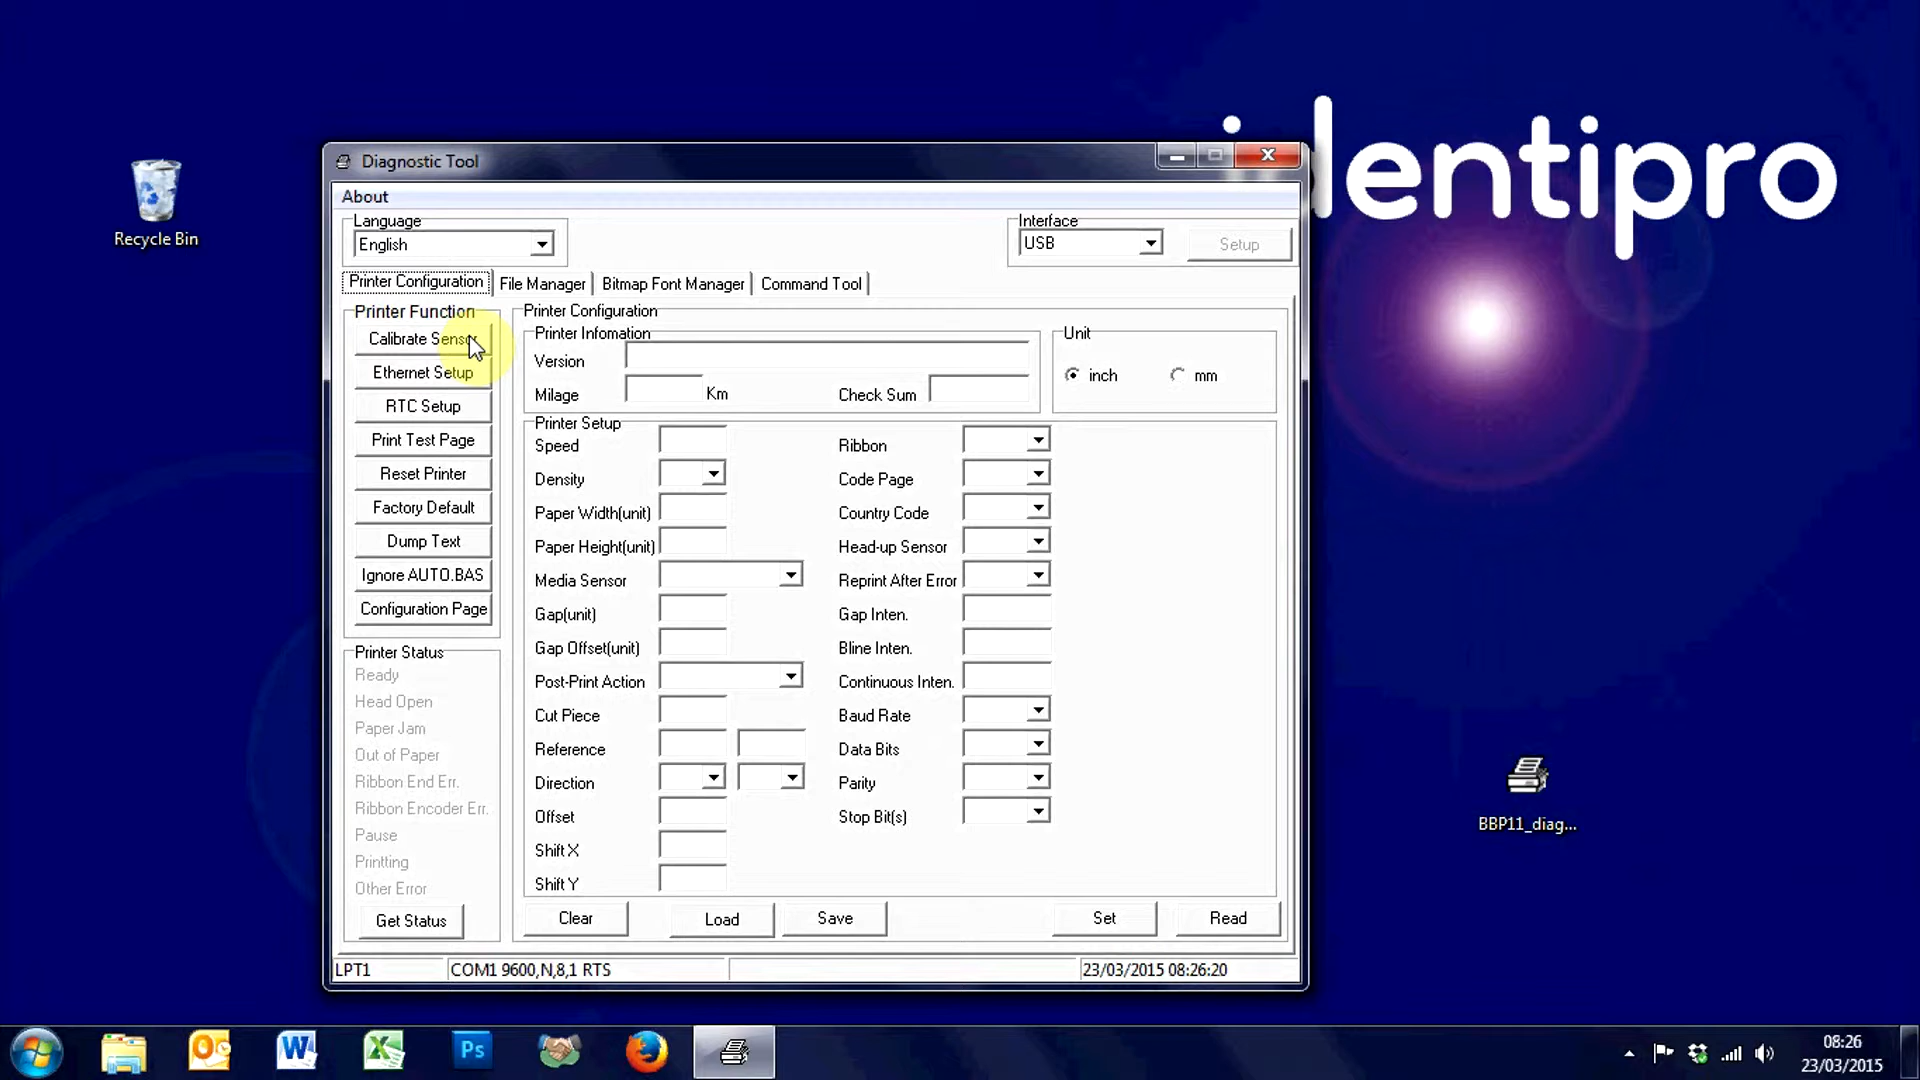 identipro
Recycle Bin
Diagnostic Tool
About
Language
English
Interface
USB
Setup
Printer Configuration
File Manager
Bitmap Font Manager
Command Tool
Printer Function
Calibrate Sensor
Ethernet Setup
RTC Setup
Print Test Page
Reset Printer
Factory Default
Dump Text
Ignore AUTO.BAS
Configuration Page
Printer Status
Ready
Head Open
Paper Jam
Out of Paper
Ribbon End Err.
Ribbon Encoder Err.
Pause
Printting
Other Error
Get Status
Printer Configuration
Printer Infomation
Version
Milage
Km
Check Sum
Unit
inch
mm
Printer Setup
Speed
Density
Paper Width(unit)
Paper Height(unit)
Media Sensor
Gap(unit)
Gap Offset(unit)
Post-Print Action
Cut Piece
Reference
Direction
Offset
Shift X
Shift Y
Ribbon
Code Page
Country Code
Head-up Sensor
Reprint After Error
Gap Inten.
Bline Inten.
Continuous Inten.
Baud Rate
Data Bits
Parity
Stop Bit(s)
Clear
Load
Save
Set
Read
LPT1
COM1 9600,N,8,1 RTS
23/03/2015 08:26:20
BBP11_diag...
Ps
08:26
23/03/2015